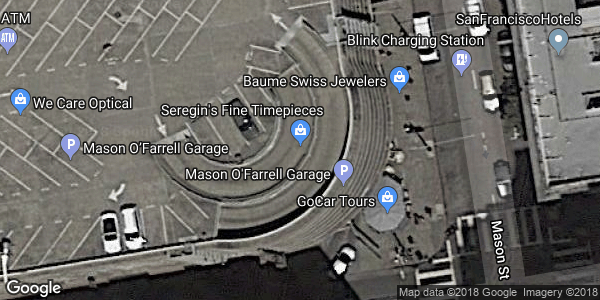 ATM
ATM
SanFranciscoHotels
Blink Charging Station
Baume Swiss Jewelers
We Care Optical
Seregin's Fine Timepieces
P
Mason O'Farrell Garage
Mason O'Farrell Garage
P
GoCar Tours
Mason St
Google
Map data ©2018 Google Imagery ©2018